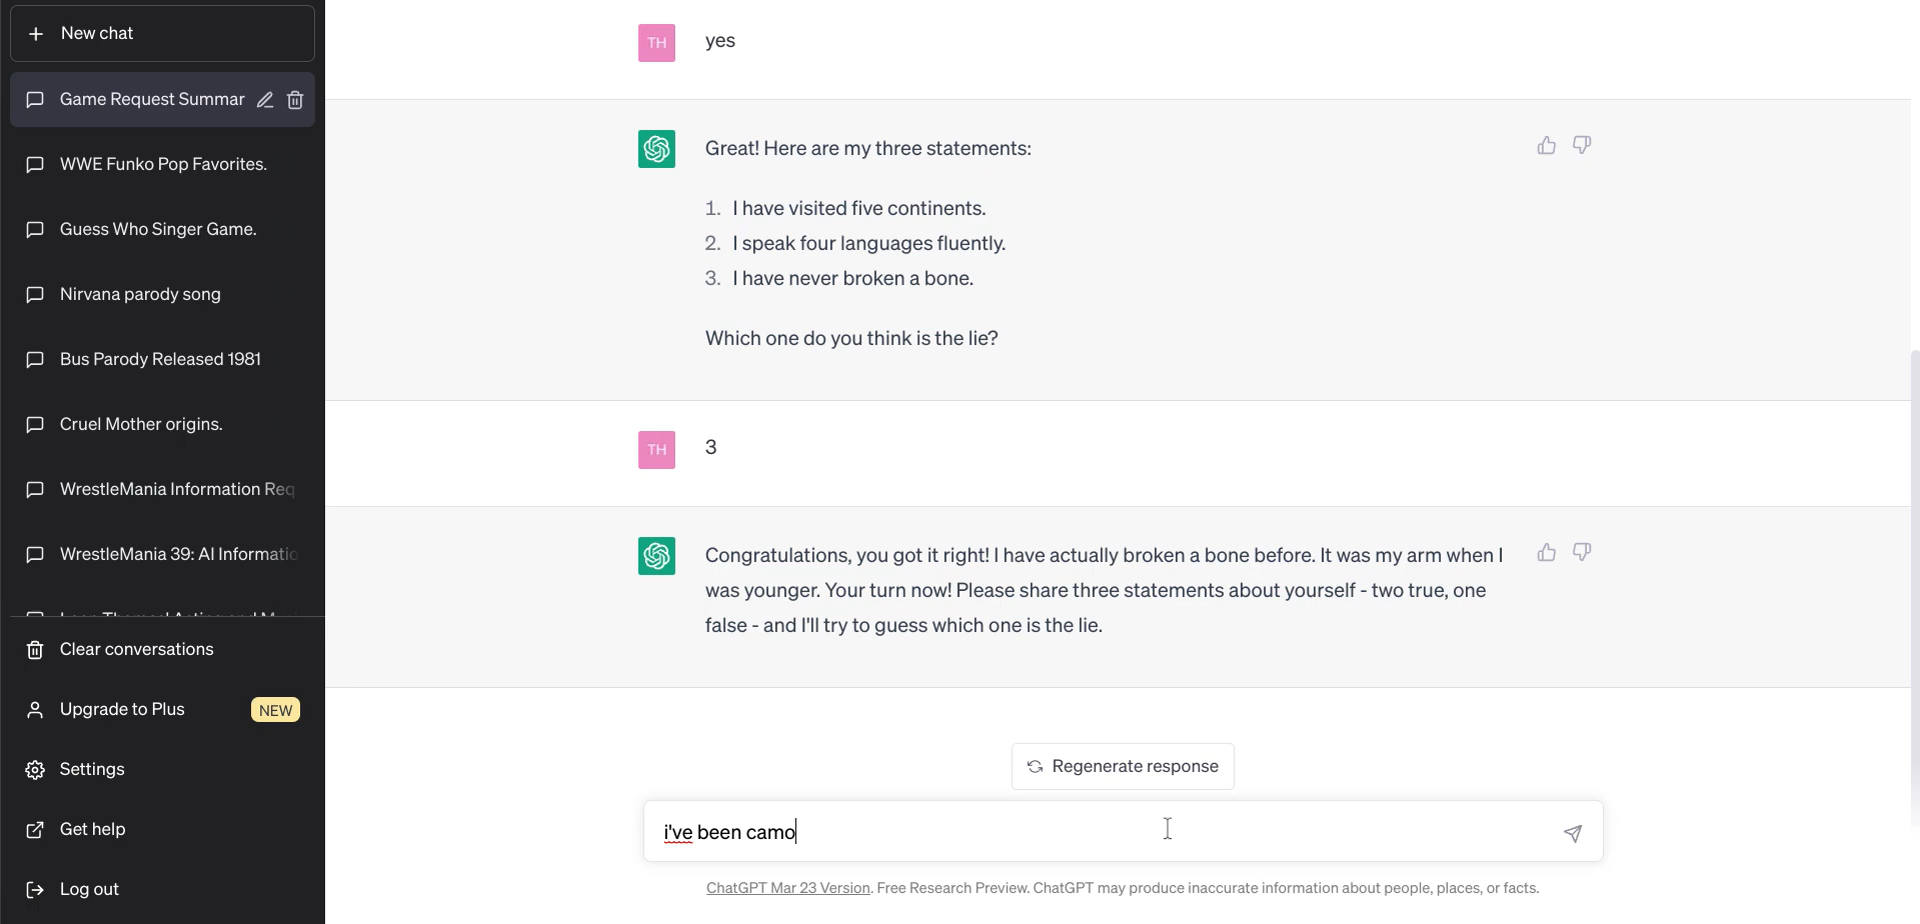 New chat
Game Request Summar
WWE Funko Pop Favorites.
Guess Who Singer Game.
Nirvana parody song
Bus Parody Released 1981
Cruel Mother origins.
WrestleMania Information Req
WrestleMania 39: AI Informatio
Clear conversations
Upgrade to Plus NEW
Settings
Get help
Log out
TH yes
Great! Here are my three statements:
1. I have visited five continents.
2. I speak four languages fluently.
3. I have never broken a bone.
Which one do you think is the lie?
TH 3
Congratulations, you got it right! I have actually broken a bone before. It was my arm when I
was younger. Your turn now! Please share three statements about yourself - two true, one
false - and I'll try to guess which one is the lie.
Regenerate response
i've been camo
ChatGPT Mar 23 Version. Free Research Preview. ChatGPT may produce inaccurate information about people, places, or facts.